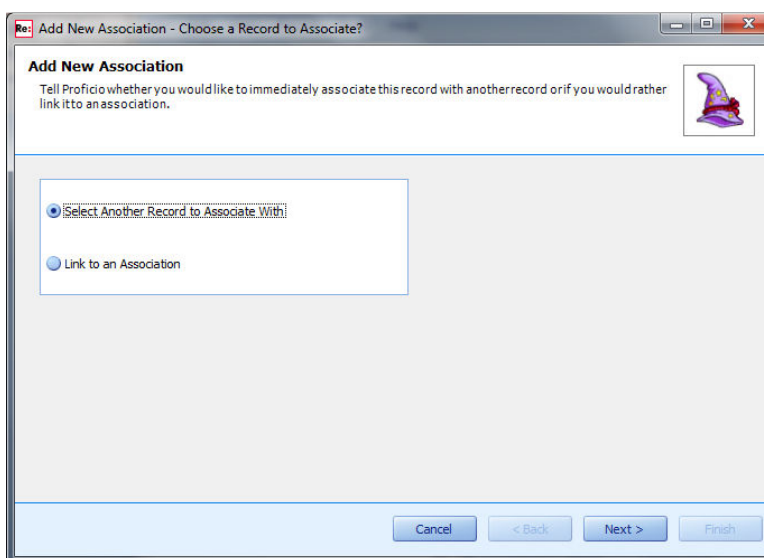 Re: Add New Association - Choose a Record to Associate?
Add New Association
Tell Proficio whether you would like to immediately associate this record with another record or if you would rather
link it to an association.
Select Another Record to Associate With
Link to an Association
Cancel < Back Next > Finish